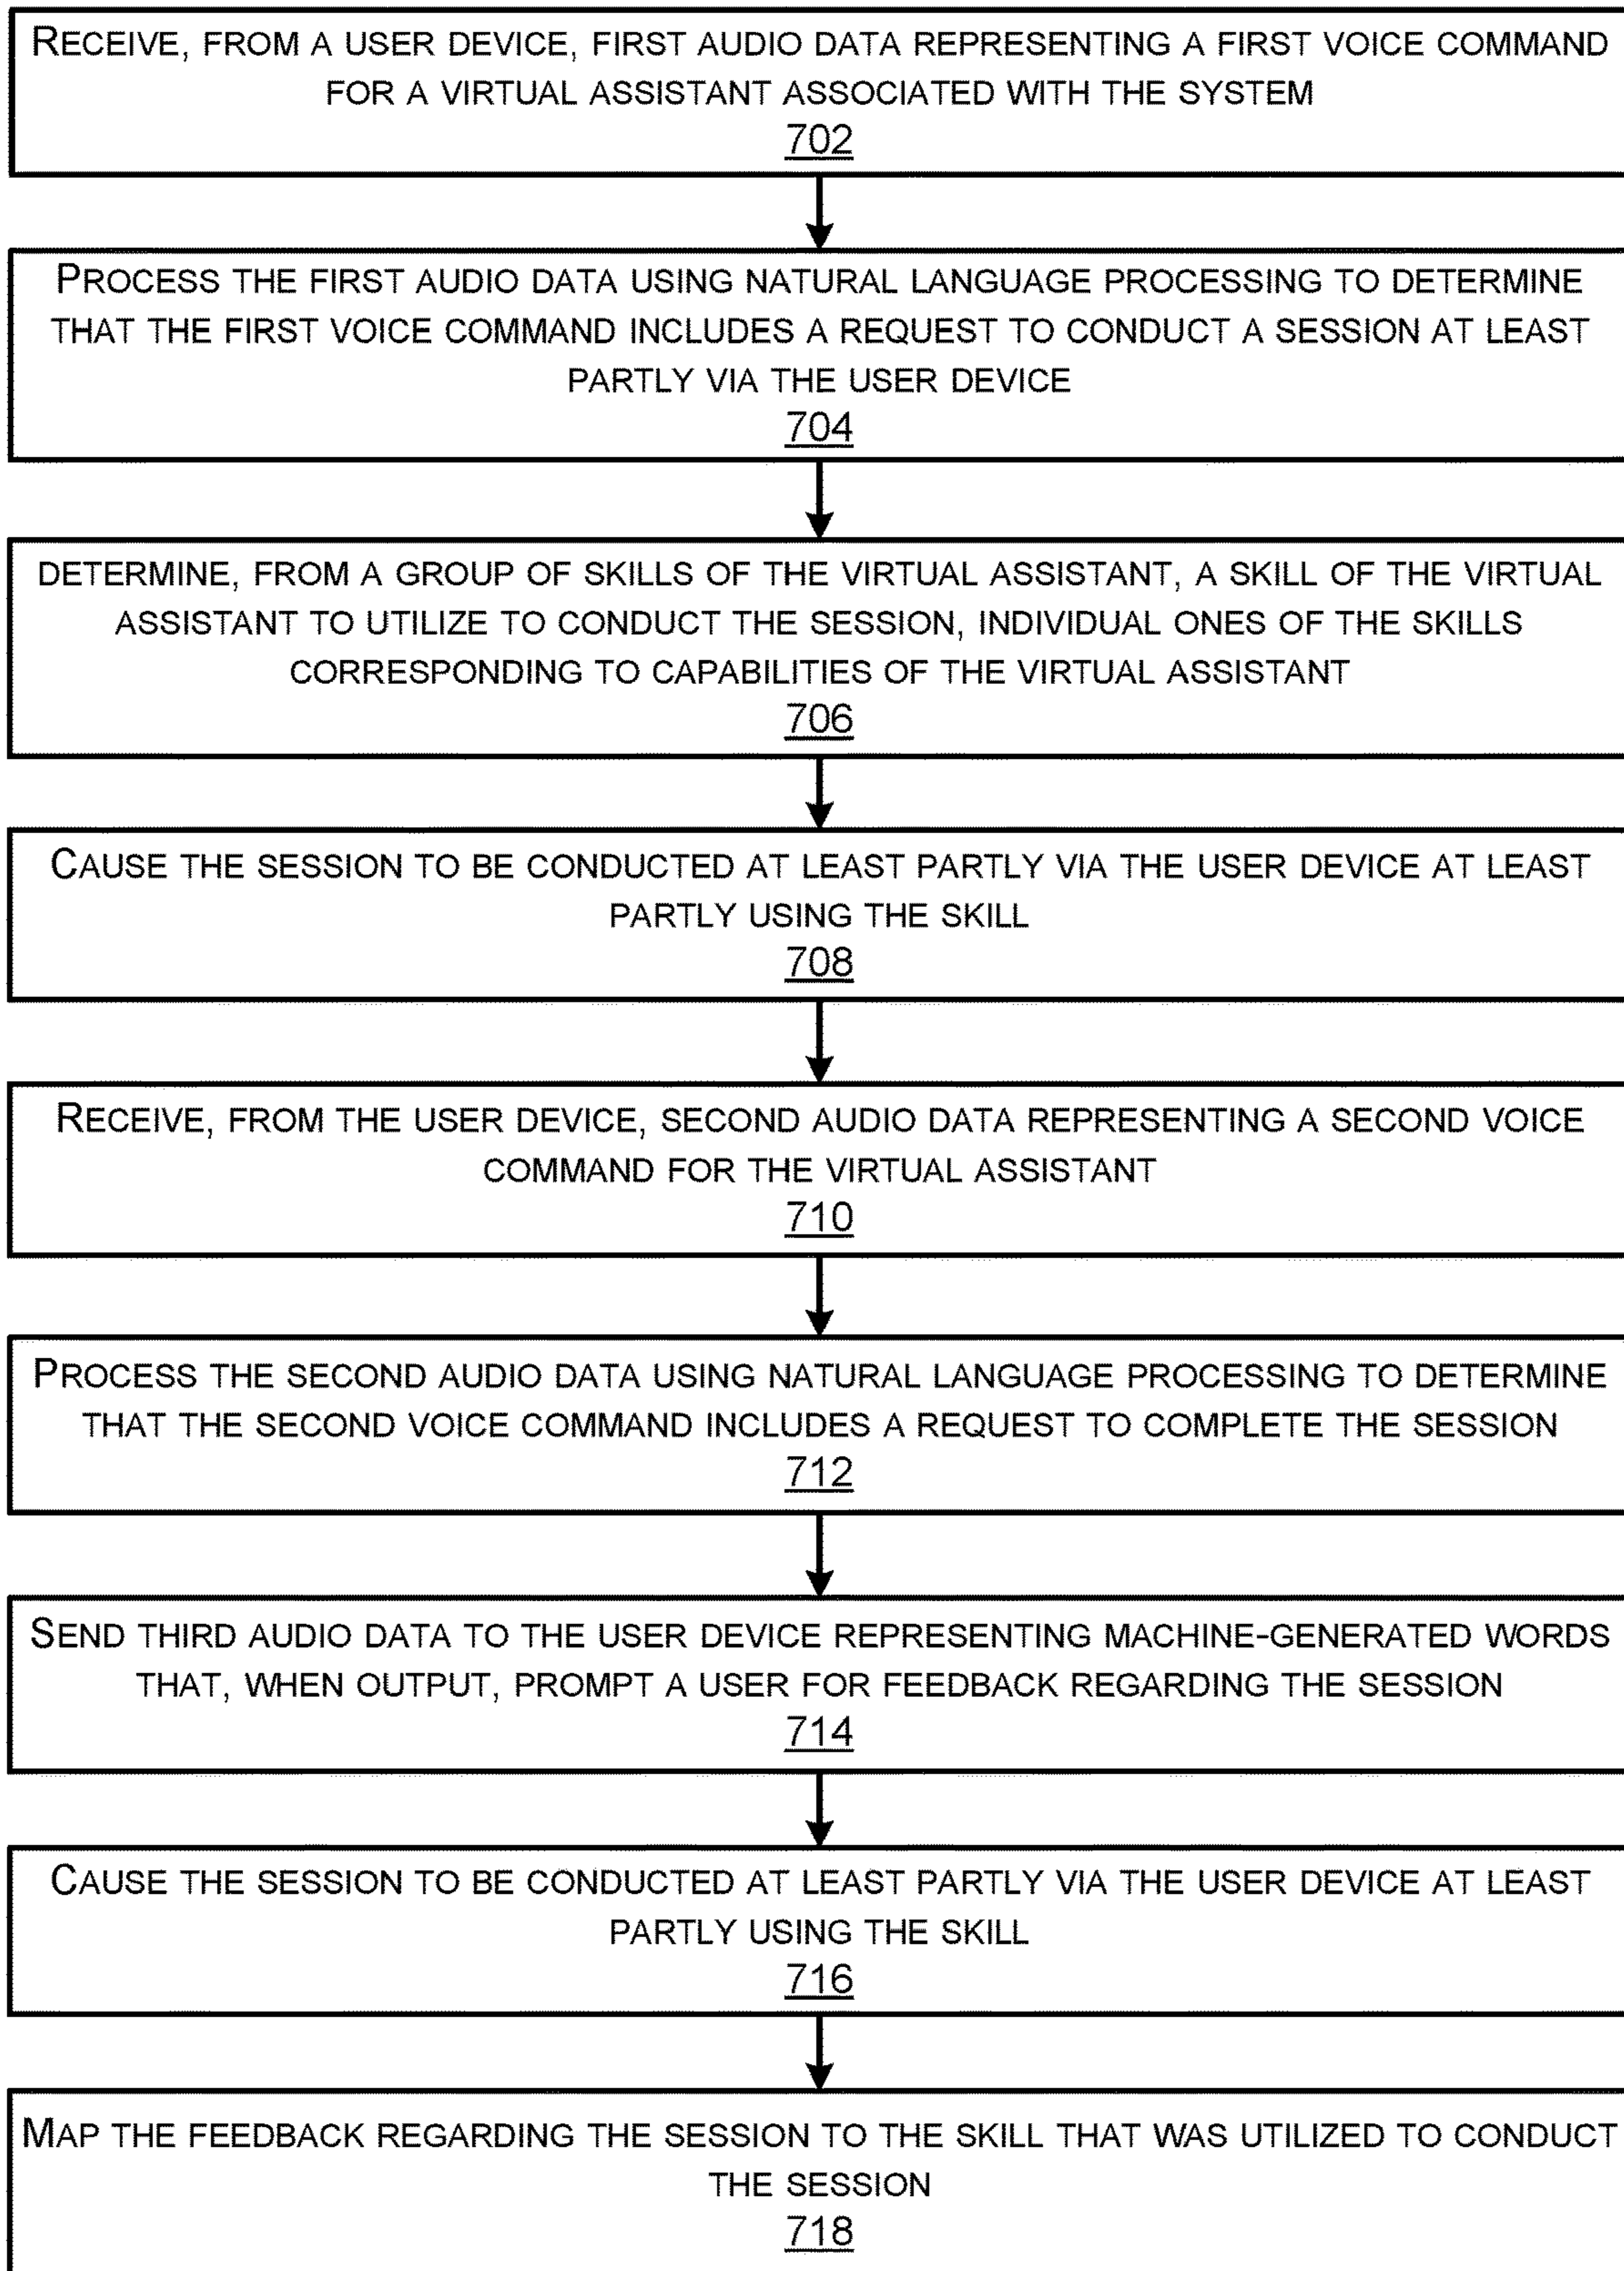 RECEIVE, FROM A USER DEVICE, FIRST AUDIO DATA REPRESENTING A FIRST VOICE COMMAND
FOR A VIRTUAL ASSISTANT ASSOCIATED WITH THE SYSTEM
702
PROCESS THE FIRST AUDIO DATA USING NATURAL LANGUAGE PROCESSING TO DETERMINE
THAT THE FIRST VOICE COMMAND INCLUDES A REQUEST TO CONDUCT A SESSION AT LEAST
PARTLY VIA THE USER DEVICE
704
DETERMINE, FROM A GROUP OF SKILLS OF THE VIRTUAL ASSISTANT, A SKILL OF THE VIRTUAL
ASSISTANT TO UTILIZE TO CONDUCT THE SESSION, INDIVIDUAL ONES OF THE SKILLS
CORRESPONDING TO CAPABILITIES OF THE VIRTUAL ASSISTANT
706
CAUSE THE SESSION TO BE CONDUCTED AT LEAST PARTLY VIA THE USER DEVICE AT LEAST
PARTLY USING THE SKILL
708
RECEIVE, FROM THE USER DEVICE, SECOND AUDIO DATA REPRESENTING A SECOND VOICE
COMMAND FOR THE VIRTUAL ASSISTANT
710
PROCESS THE SECOND AUDIO DATA USING NATURAL LANGUAGE PROCESSING TO DETERMINE
THAT THE SECOND VOICE COMMAND INCLUDES A REQUEST TO COMPLETE THE SESSION
712
SEND THIRD AUDIO DATA TO THE USER DEVICE REPRESENTING MACHINE-GENERATED WORDS
THAT, WHEN OUTPUT, PROMPT A USER FOR FEEDBACK REGARDING THE SESSION
714
CAUSE THE SESSION TO BE CONDUCTED AT LEAST PARTLY VIA THE USER DEVICE AT LEAST
PARTLY USING THE SKILL
716
MAP THE FEEDBACK REGARDING THE SESSION TO THE SKILL THAT WAS UTILIZED TO CONDUCT
THE SESSION
718